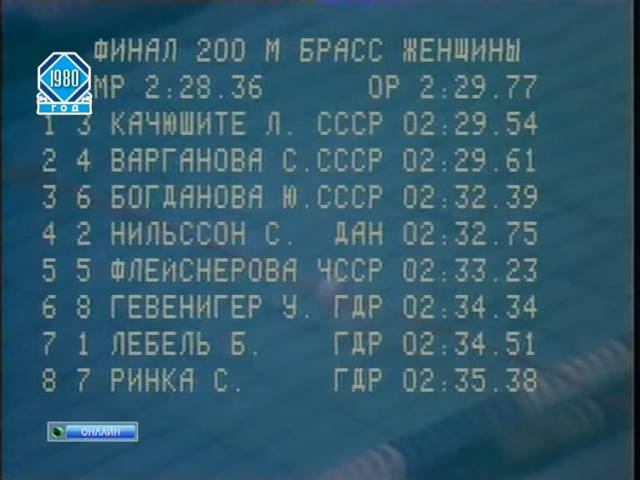 ФИНАЛ 200 М БРАСС ЖЕНЩИНЫ
1980
ГОД
МР 2:28.36 ОР 2:29.77
1 3 КАЧЮШИТЕ Л. СССР 02:29.54
2 4 ВАРГАНОВА С.СССР 02:29.61
3 6 БОГДАНОВА Ю.СССР 02:32.39
4 2 НИЛЬССОН С. ДАН 02:32.75
5 5 ФЛЕЙСНЕРОВА ЧССР 02:33.23
6 8 ГЕВЕНИГЕР У. ГДР 02:34.34
7 1 ЛЕБЕЛЬ Б. ГДР 02:34.51
8 7 РИНКА С. ГДР 02:35.38
ОНЛАЙН